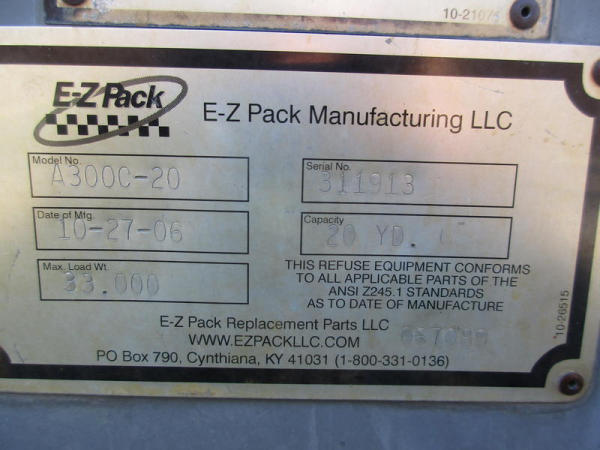 10-21075
E-Z Pack
E-Z Pack Manufacturing LLC
Model No.
A300C-20
Serial No.
311913
Date of Mfg.
10-27-06
Capacity
20 YD.
Max. Load Wt.
33.000
THIS REFUSE EQUIPMENT CONFORMS
TO ALL APPLICABLE PARTS OF THE
ANSI Z245.1 STANDARDS
AS TO DATE OF MANUFACTURE
10-26515
E-Z Pack Replacement Parts LLC
WWW.EZPACKLLC.COM
PO Box 790, Cynthiana, KY 41031 (1-800-331-0136)